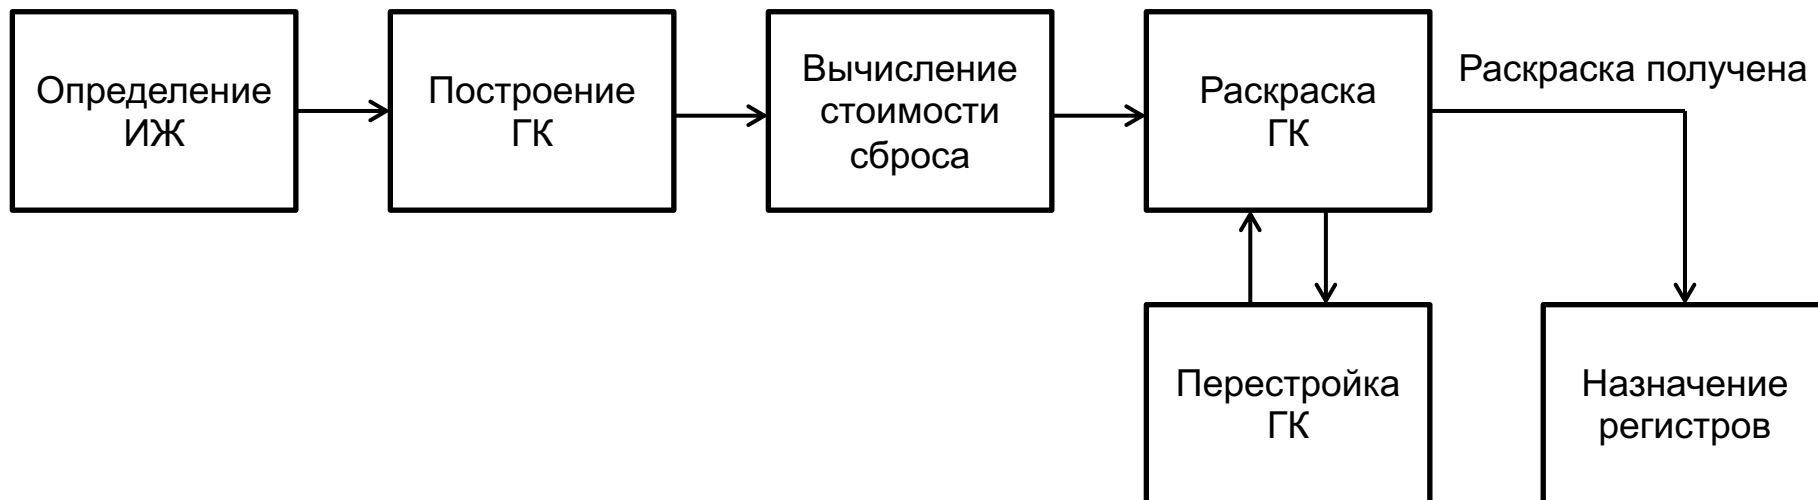 Определение
ИЖ
Построение
ГК
Вычисление
стоимости
сброса
Раскраска
ГК
Раскраска получена
Перестройка
ГК
Назначение
регистров